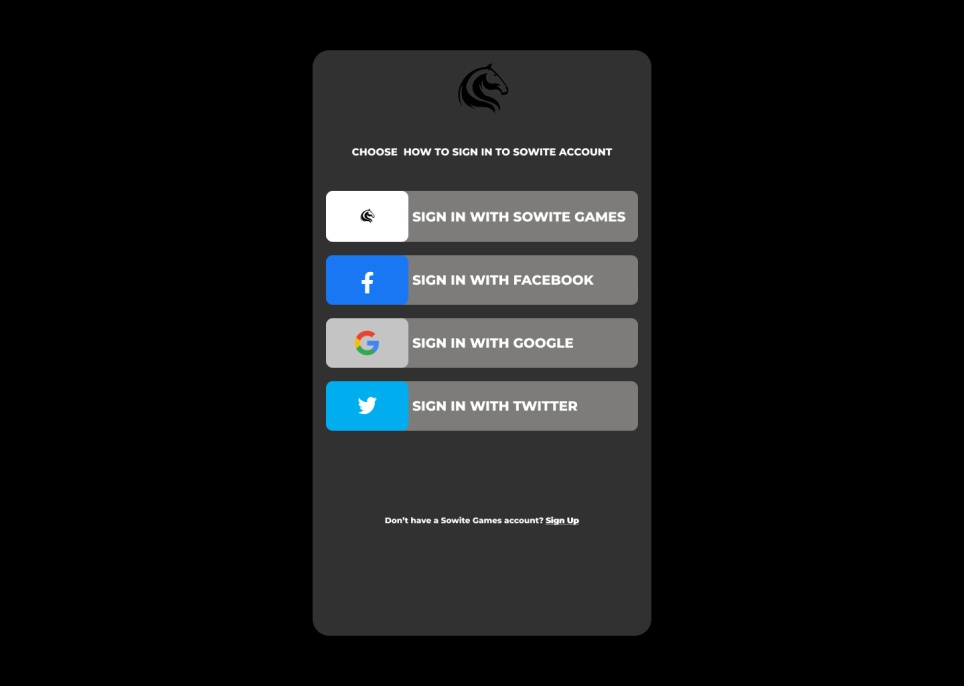 CHOOSE  HOW TO SIGN IN TO SOWITE ACCOUNT
SIGN IN WITH SOWITE GAMES
SIGN IN WITH FACEBOOK
SIGN IN WITH GOOGLE
SIGN IN WITH TWITTER
Don't have a Sowite Games account? Sign Up